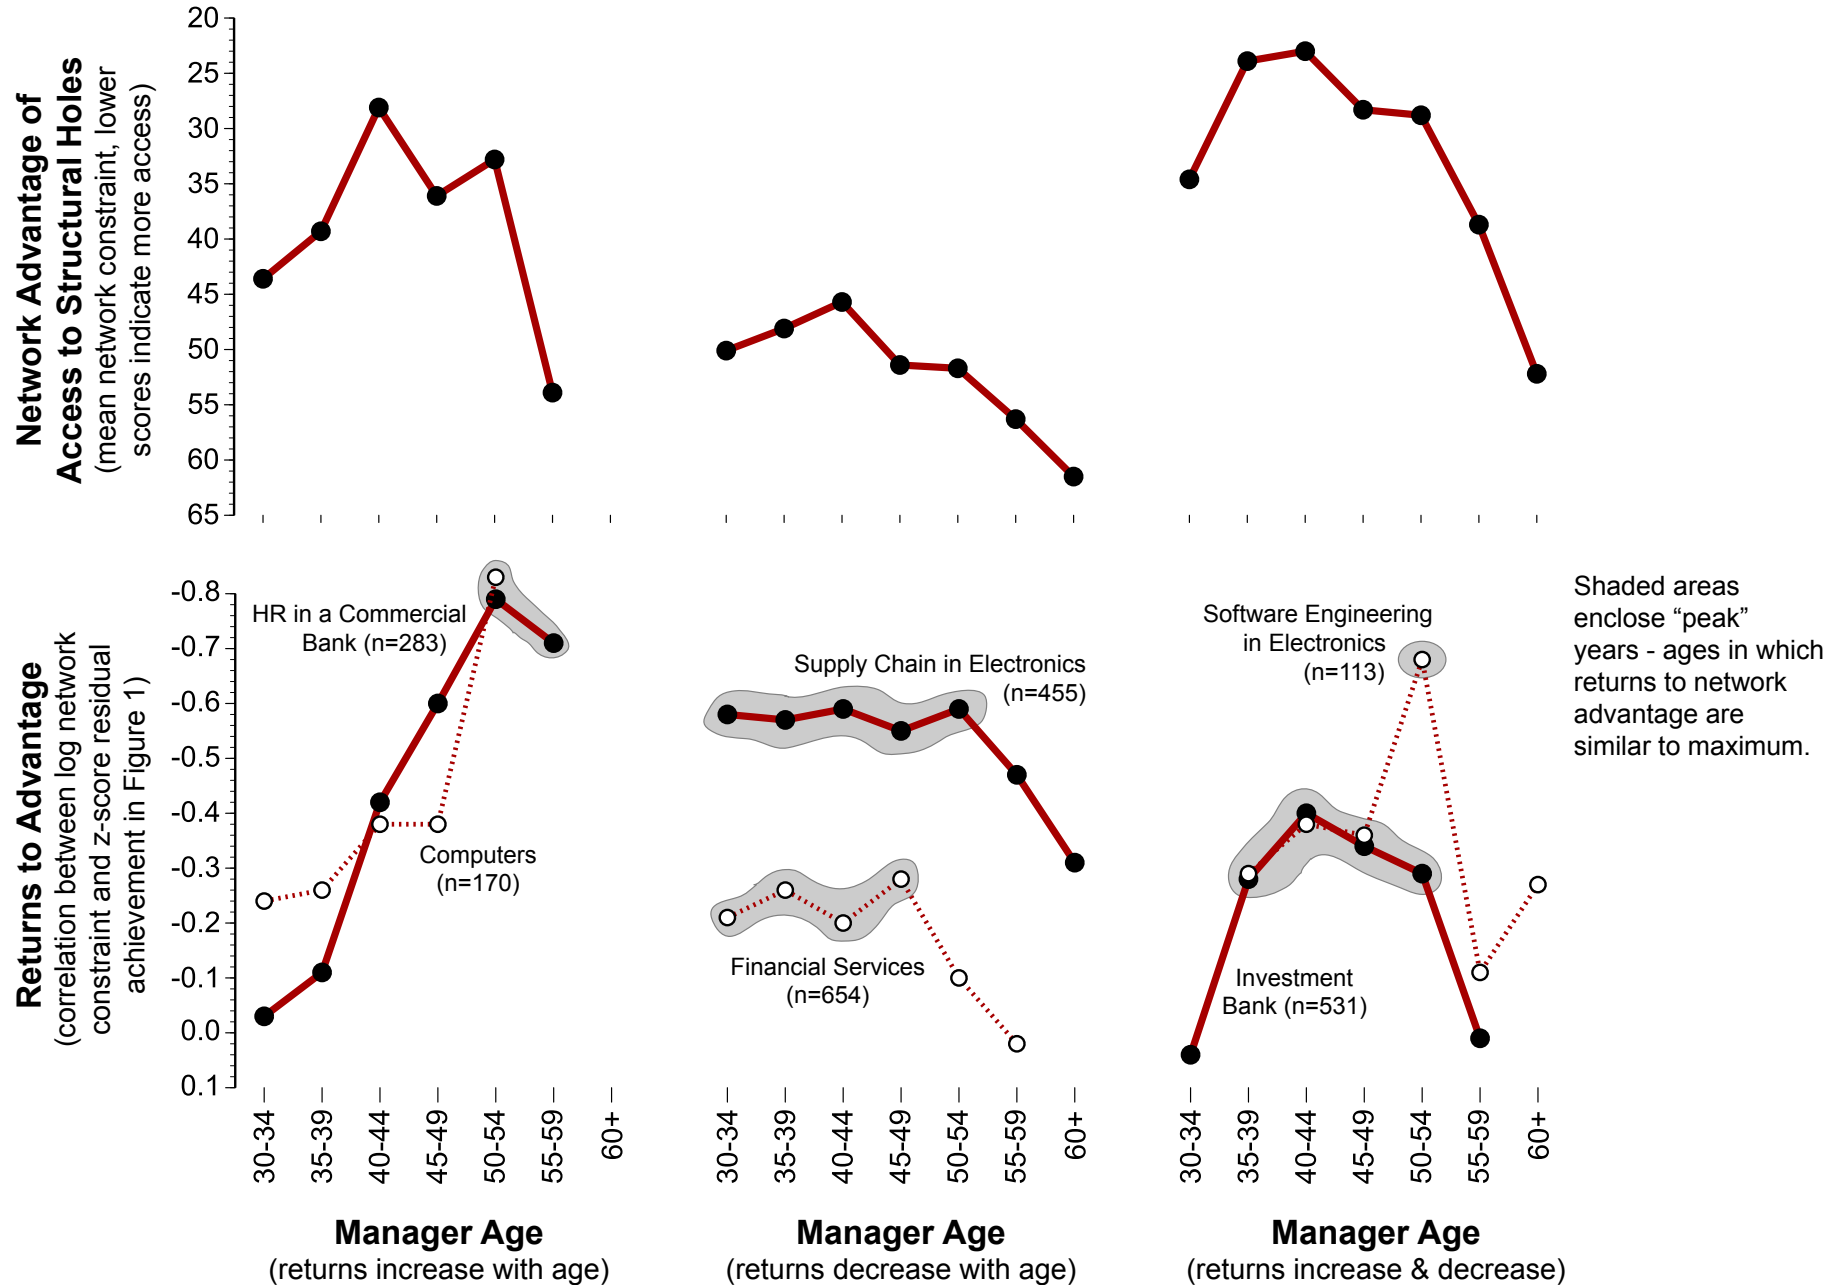 Network Advantage of
Access to Structural Holes
(mean network constraint, lower
scores indicate more access)
20
25
30
35
40
45
50
55
60
65
Returns to Advantage
(correlation between log network
constraint and z-score residual
achievement in Figure 1)
-0.8
-0.7
-0.6
-0.5
-0.4
-0.3
-0.2
-0.1
0.0
0.1
HR in a Commercial
Bank (n=283)
Computers
(n=170)
Supply Chain in Electronics
(n=455)
Financial Services
(n=654)
Software Engineering
in Electronics
(n=113)
Investment
Bank (n=531)
Shaded areas
enclose “peak”
years - ages in which
returns to network
advantage are
similar to maximum.
30-34
35-39
40-44
45-49
50-54
55-59
60+
30-34
35-39
40-44
45-49
50-54
55-59
60+
30-34
35-39
40-44
45-49
50-54
55-59
60+
Manager Age
(returns increase with age)
Manager Age
(returns decrease with age)
Manager Age
(returns increase & decrease)